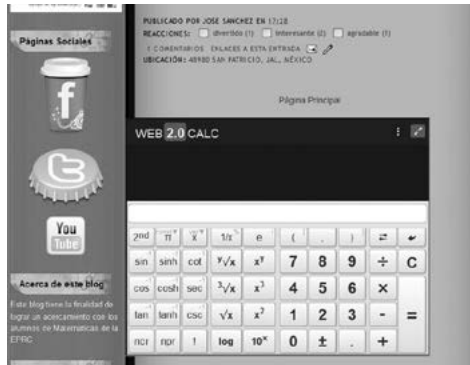 PUBLICADO POR JOSE SANCHEZ EN 17:28
REACCIONES: divertido (1) interesante (2) agradable (1)
1 COMENTARIOS ENLACES A ESTA ENTRADA
UBICACIÓN: 48980 SAN PATRICIO, JAL., MÉXICO
Página Principal
Páginas Sociales
f
t
You
Tube
Acerca de este blog
Este blog tiene la finalidad de
lograr un acercamiento con los
alumnos de Matemáticas de la
WEB 2.0 CALC
2nd π x 1/x e ( , )
sin sinh cot ʸ√x xʸ 7 8 9 ÷ C
cos cosh sec ³√x x³ 4 5 6 ×
tan tanh csc √x x² 1 2 3 - =
ncr npr ! log 10ˣ 0 ± . +